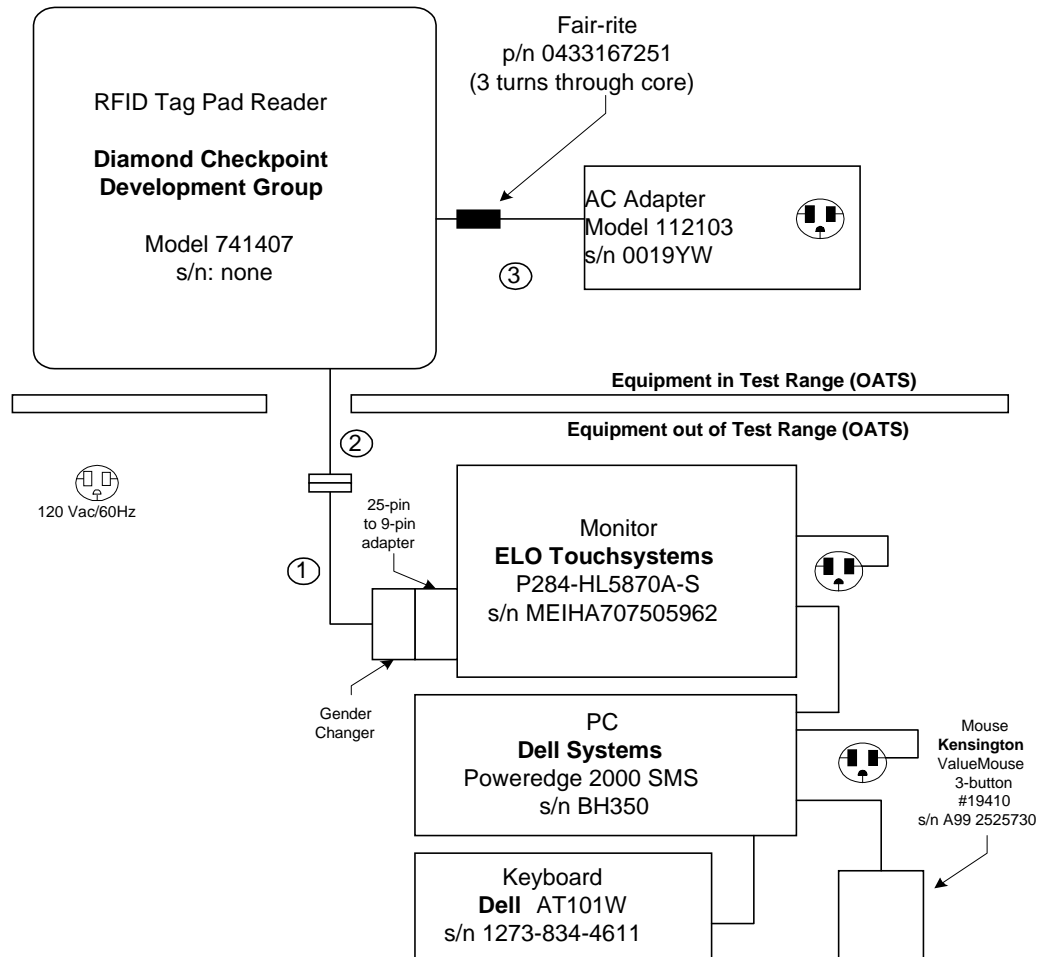 Fair-rite
p/n 0433167251
(3 turns through core)
RFID Tag Pad Reader
Diamond Checkpoint
Development Group
Model 741407
s/n: none
AC Adapter
Model 112103
s/n 0019YW
3
Equipment in Test Range (OATS)
Equipment out of Test Range (OATS)
2
120 Vac/60Hz
25-pin
to 9-pin
adapter
1
Monitor
ELO Touchsystems
P284-HL5870A-S
s/n MEIHA707505962
Gender
Changer
PC
Dell Systems
Poweredge 2000 SMS
s/n BH350
Mouse
Kensington
ValueMouse
3-button
#19410
s/n A99 2525730
Keyboard
Dell AT101W
s/n 1273-834-4611